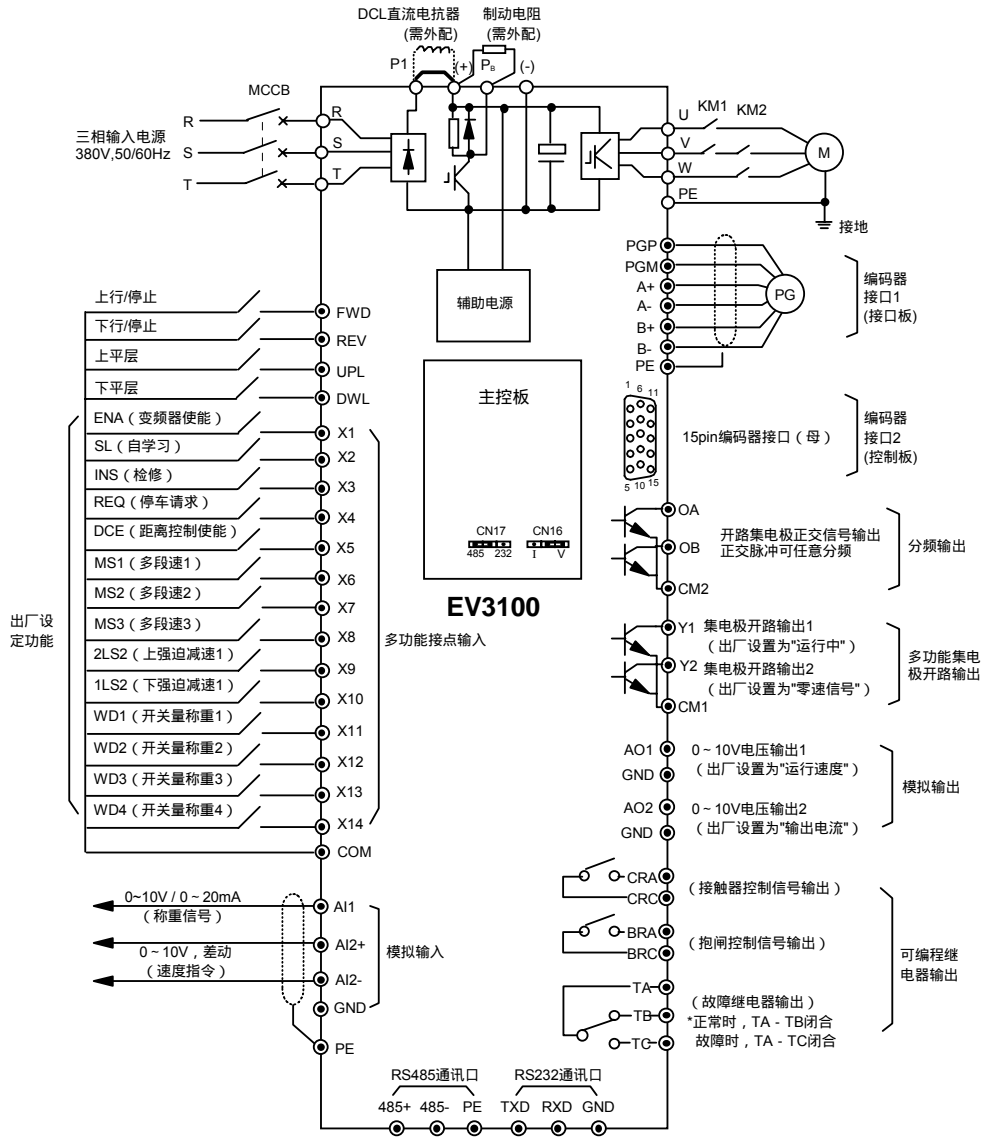 DCL直流电抗器
(需外配)
制动电阻
(需外配)
P1
(+)
PB
(-)
MCCB
三相输入电源
380V,50/60Hz
R
S
T
R
S
T
U
V
W
PE
KM1
KM2
M
接地
辅助电源
PGP
PGM
A+
A-
B+
B-
PE
PG
编码器
接口1
(接口板)
上行/停止
FWD
下行/停止
REV
上平层
UPL
下平层
DWL
ENA（变频器使能）
X1
SL（自学习）
X2
INS（检修）
X3
REQ（停车请求）
X4
DCE（距离控制使能）
X5
MS1（多段速1）
X6
MS2（多段速2）
X7
MS3（多段速3）
X8
2LS2（上强迫减速1）
X9
1LS2（下强迫减速1）
X10
WD1（开关量称重1）
X11
WD2（开关量称重2）
X12
WD3（开关量称重3）
X13
WD4（开关量称重4）
X14
COM
出厂设
定功能
多功能接点输入
主控板
CN17
485 232
CN16
I V
EV3100
1 6 11
5 10 15
15pin编码器接口（母）
编码器
接口2
(控制板)
OA
OB
CM2
开路集电极正交信号输出
正交脉冲可任意分频
分频输出
Y1 集电极开路输出1
（出厂设置为"运行中"）
Y2 集电极开路输出2
（出厂设置为"零速信号"）
CM1
多功能集电
极开路输出
AO1
0~10V电压输出1
GND
（出厂设置为"运行速度"）
AO2
0~10V电压输出2
GND
（出厂设置为"输出电流"）
模拟输出
0~10V / 0~20mA
（称重信号）
AI1
AI2+
0~10V，差动
（速度指令）
AI2-
GND
PE
模拟输入
CRA
CRC
（接触器控制信号输出）
BRA
BRC
（抱闸控制信号输出）
TA
TB
TC
（故障继电器输出）
*正常时，TA - TB闭合
故障时，TA - TC闭合
可编程继
电器输出
RS485通讯口
RS232通讯口
485+ 485- PE TXD RXD GND